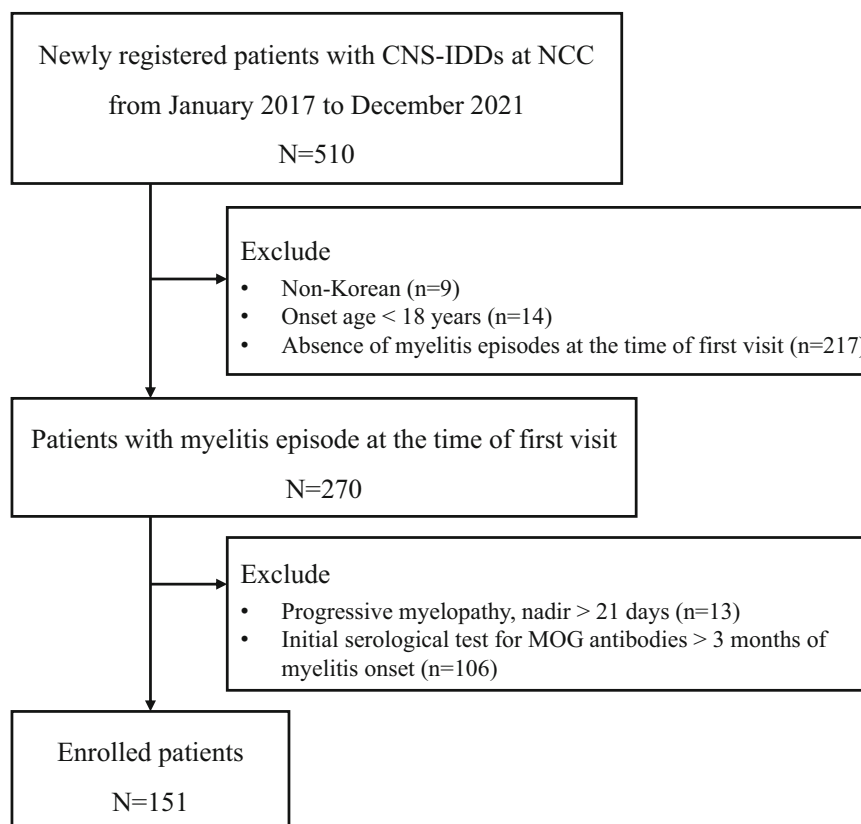 Newly registered patients with CNS-IDDs at NCC
from January 2017 to December 2021
N=510
Exclude
• Non-Korean (n=9)
• Onset age < 18 years (n=14)
• Absence of myelitis episodes at the time of first visit (n=217)
Patients with myelitis episode at the time of first visit
N=270
Exclude
• Progressive myelopathy, nadir > 21 days (n=13)
• Initial serological test for MOG antibodies > 3 months of
myelitis onset (n=106)
Enrolled patients
N=151